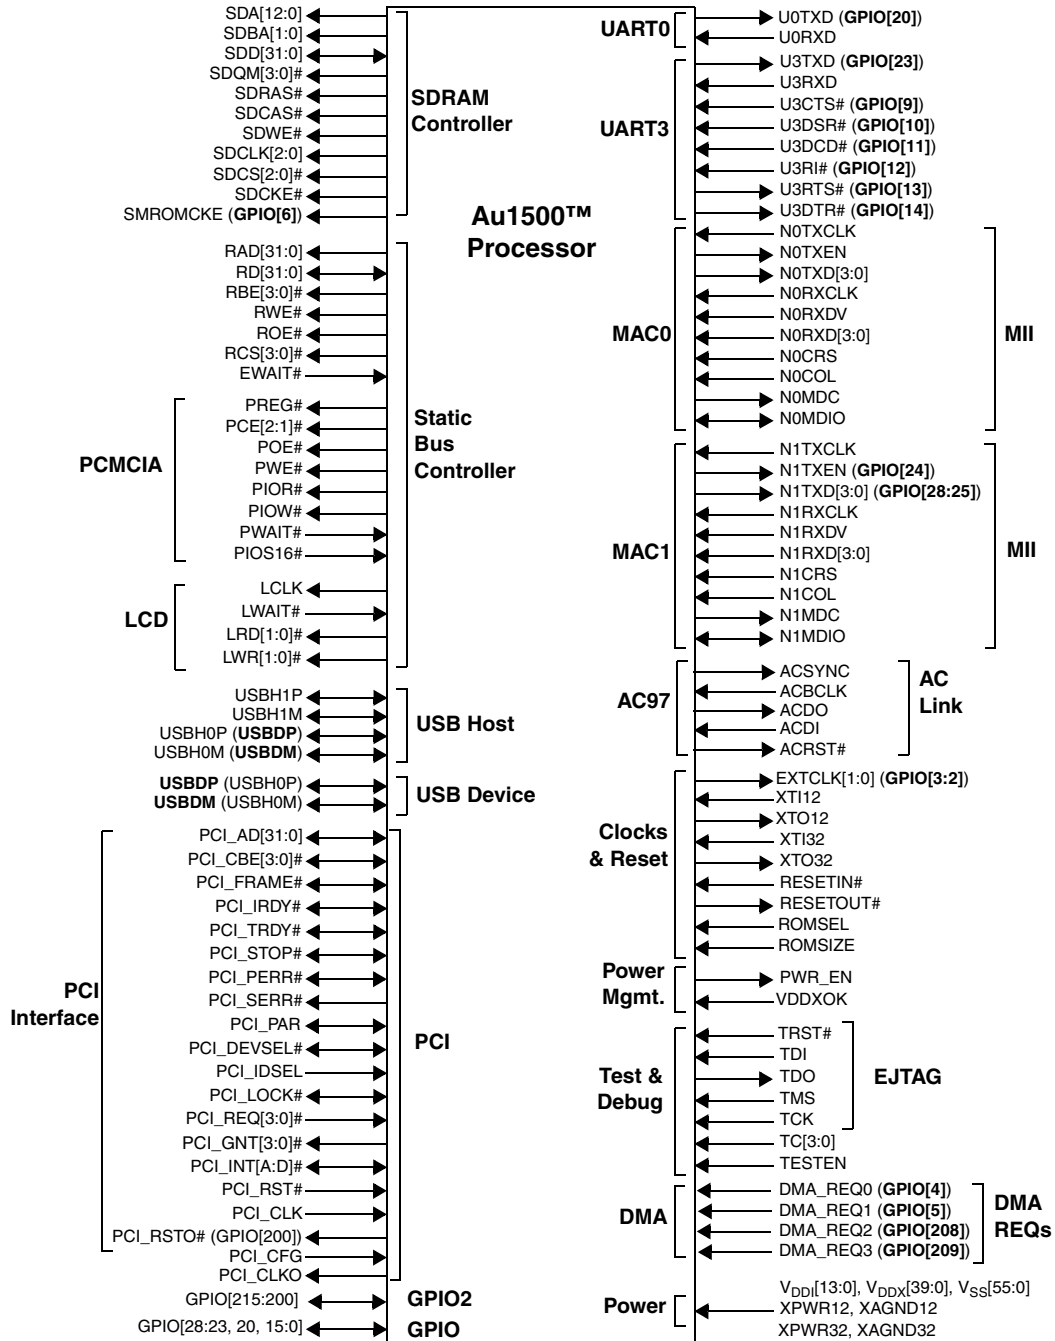 SDA[12:0]
SDBA[1:0]
SDD[31:0]
SDQM[3:0]#
SDRAS#
SDCAS#
SDWE#
SDCLK[2:0]
SDCS[2:0]#
SDCKE#
SMROMCKE (GPIO[6])
SDRAM
Controller
RAD[31:0]
RD[31:0]
RBE[3:0]#
RWE#
ROE#
RCS[3:0]#
EWAIT#
PCMCIA
PREG#
PCE[2:1]#
POE#
PWE#
PIOR#
PIOW#
PWAIT#
PIOS16#
LCD
LCLK
LWAIT#
LRD[1:0]#
LWR[1:0]#
Static
Bus
Controller
USBH1P
USBH1M
USBH0P (USBDP)
USBH0M (USBDM)
USB Host
USBDP (USBH0P)
USBDM (USBH0M)
USB Device
PCI
Interface
PCI_AD[31:0]
PCI_CBE[3:0]#
PCI_FRAME#
PCI_IRDY#
PCI_TRDY#
PCI_STOP#
PCI_PERR#
PCI_SERR#
PCI_PAR
PCI_DEVSEL#
PCI_IDSEL
PCI_LOCK#
PCI_REQ[3:0]#
PCI_GNT[3:0]#
PCI_INT[A:D]#
PCI_RST#
PCI_CLK
PCI_RSTO# (GPIO[200])
PCI_CFG
PCI_CLKO
PCI
GPIO[215:200]
GPIO2
GPIO[28:23, 20, 15:0]
GPIO
Au1500™
Processor
UART0
U0TXD (GPIO[20])
U0RXD
UART3
U3TXD (GPIO[23])
U3RXD
U3CTS# (GPIO[9])
U3DSR# (GPIO[10])
U3DCD# (GPIO[11])
U3RI# (GPIO[12])
U3RTS# (GPIO[13])
U3DTR# (GPIO[14])
MAC0
N0TXCLK
N0TXEN
N0TXD[3:0]
N0RXCLK
N0RXDV
N0RXD[3:0]
N0CRS
N0COL
N0MDC
N0MDIO
MII
MAC1
N1TXCLK
N1TXEN (GPIO[24])
N1TXD[3:0] (GPIO[28:25])
N1RXCLK
N1RXDV
N1RXD[3:0]
N1CRS
N1COL
N1MDC
N1MDIO
MII
AC97
ACSYNC
ACBCLK
ACDO
ACDI
ACRST#
AC
Link
Clocks
& Reset
EXTCLK[1:0] (GPIO[3:2])
XTI12
XTO12
XTI32
XTO32
RESETIN#
RESETOUT#
ROMSEL
ROMSIZE
Power
Mgmt.
PWR_EN
VDDXOK
Test &
Debug
TRST#
TDI
TDO
TMS
TCK
TC[3:0]
TESTEN
EJTAG
DMA
DMA_REQ0 (GPIO[4])
DMA_REQ1 (GPIO[5])
DMA_REQ2 (GPIO[208])
DMA_REQ3 (GPIO[209])
DMA
REQs
Power
VDDI[13:0], VDDX[39:0], VSS[55:0]
XPWR12, XAGND12
XPWR32, XAGND32